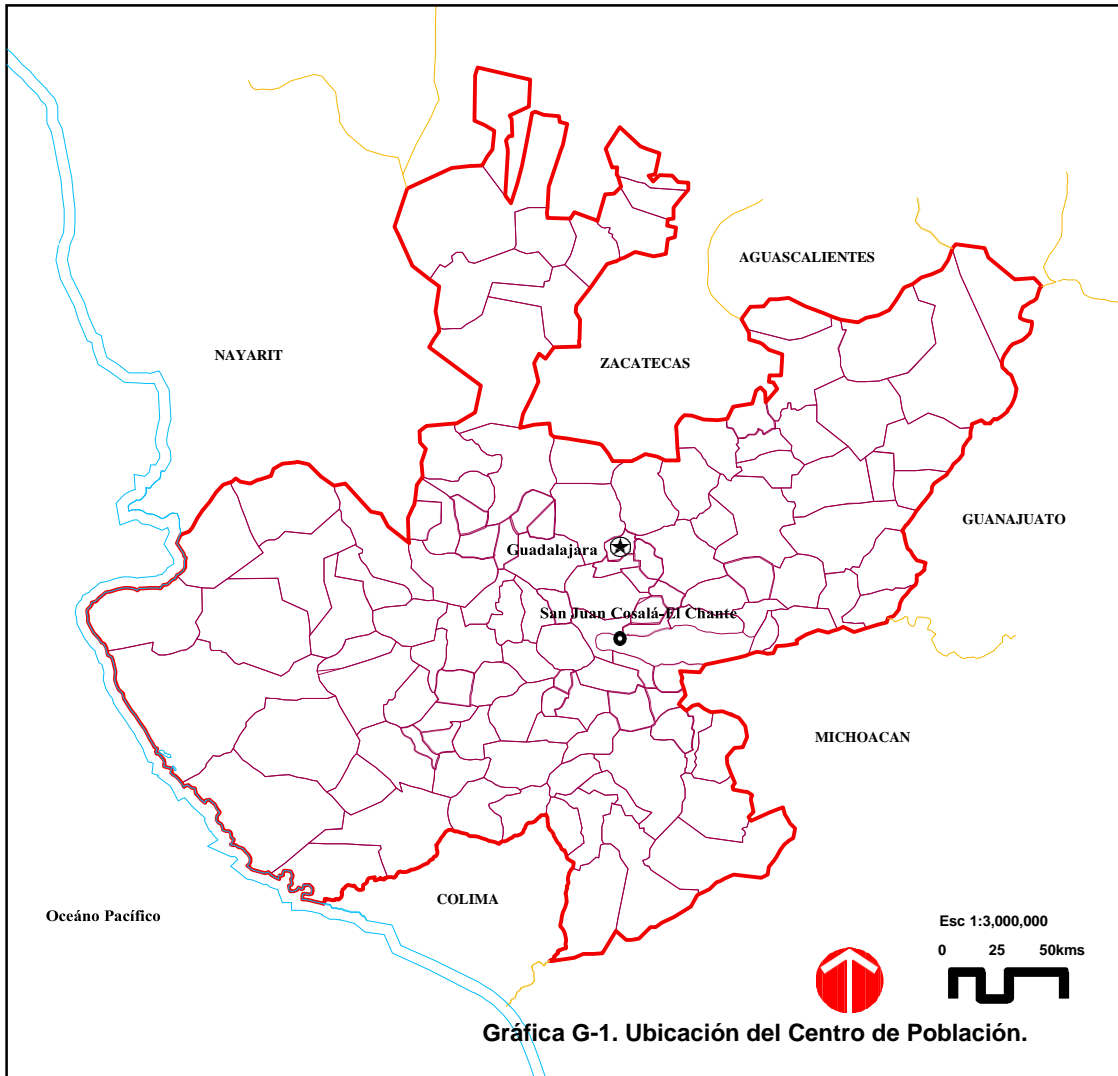 AGUASCALIENTES
NAYARIT
ZACATECAS
GUANAJUATO
Guadalajara
San Juan Cosalá-El Chante
MICHOACAN
COLIMA
Oceáno Pacífico
Esc 1:3,000,000
0 25 50kms
Gráfica G-1. Ubicación del Centro de Población.